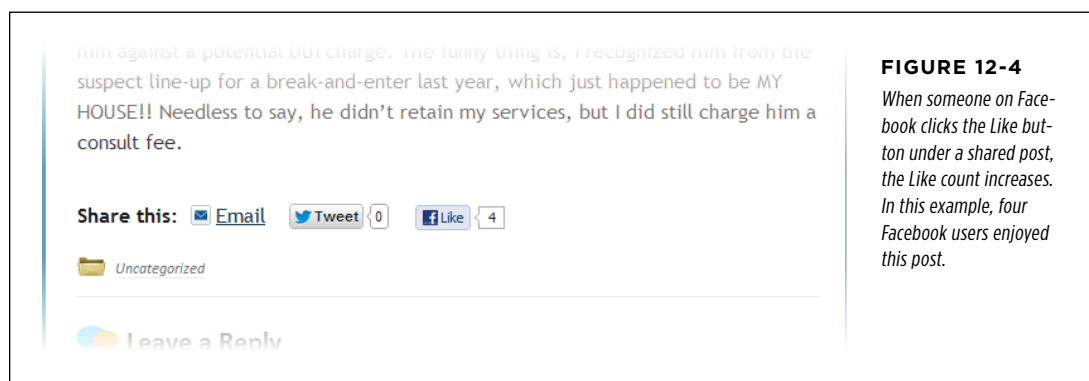 him against a potential DUI charge. The funny thing is, I recognized him from the
suspect line-up for a break-and-enter last year, which just happened to be MY
HOUSE!! Needless to say, he didn't retain my services, but I did still charge him a
consult fee.
Share this: Email Tweet 0 Like 4
Uncategorized
Leave a Reply
FIGURE 12-4
When someone on Face-
book clicks the Like but-
ton under a shared post,
the Like count increases.
In this example, four
Facebook users enjoyed
this post.